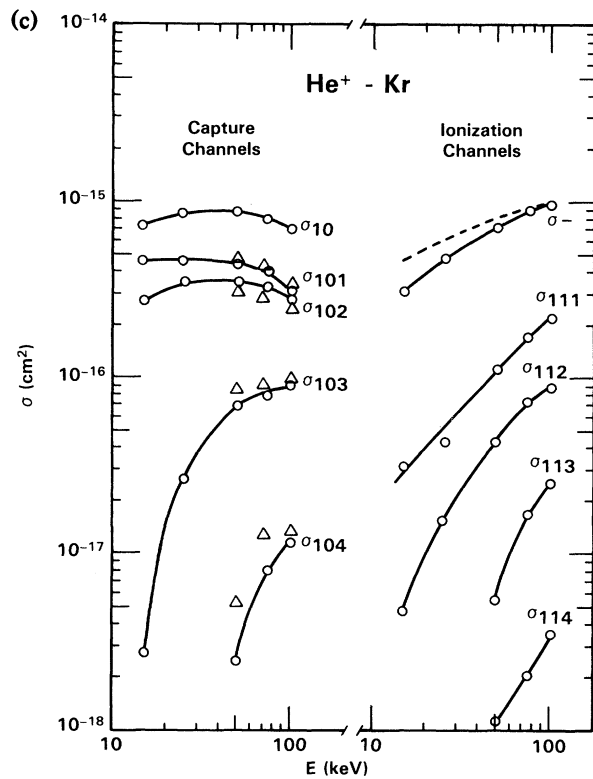 (c)
10⁻¹⁴
He⁺ - Kr
Capture Channels
Ionization Channels
10⁻¹⁵
σ10
σ–
σ101
σ102
σ111
10⁻¹⁶
σ112
σ (cm²)
σ103
σ113
10⁻¹⁷
σ104
σ114
10⁻¹⁸
10 100 10 100
E (keV)